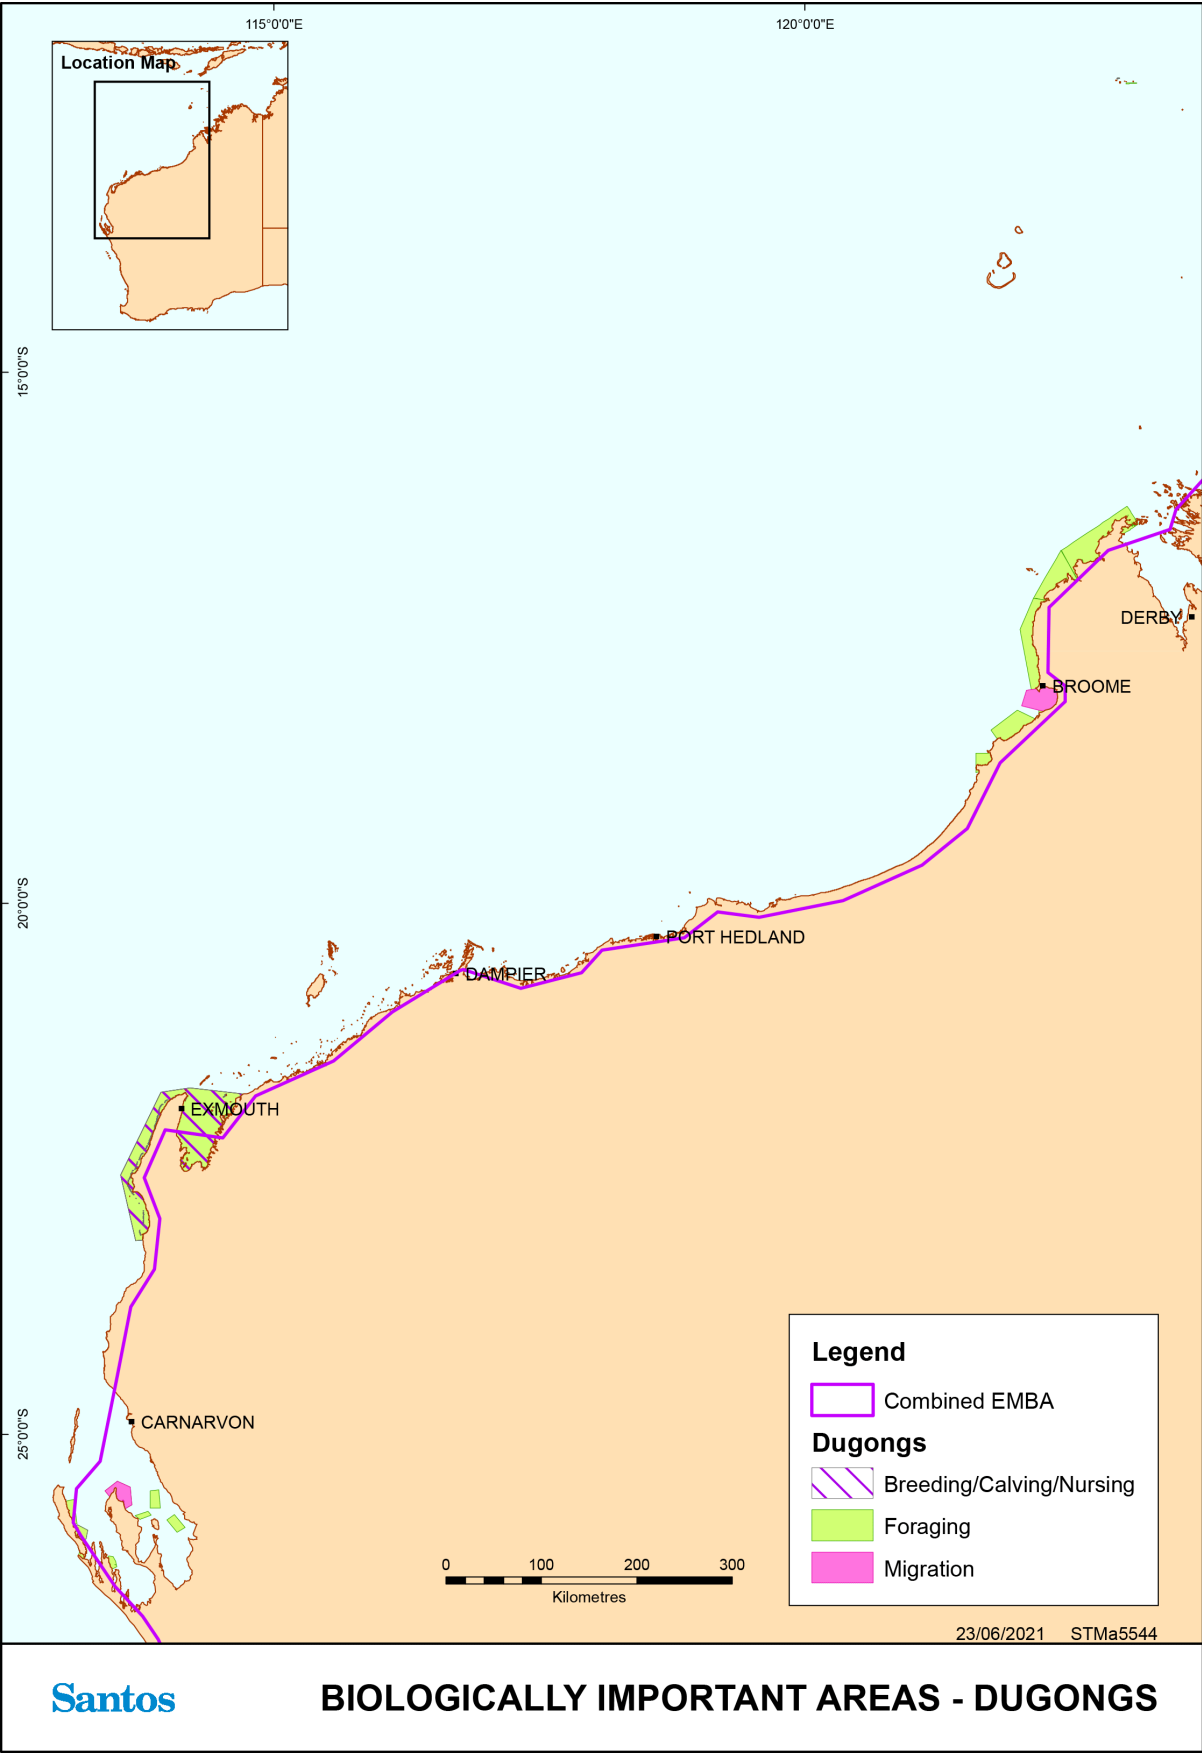 115°0'0"E
120°0'0"E
Location Map
15°0'0"S
DERBY
BROOME
20°0'0"S
PORT HEDLAND
DAMPIER
EXMOUTH
Legend
Combined EMBA
CARNARVON
25°0'0"S
Dugongs
Breeding/Calving/Nursing
Foraging
Migration
0 100 200 300
Kilometres
23/06/2021 STMa5544
Santos
BIOLOGICALLY IMPORTANT AREAS - DUGONGS